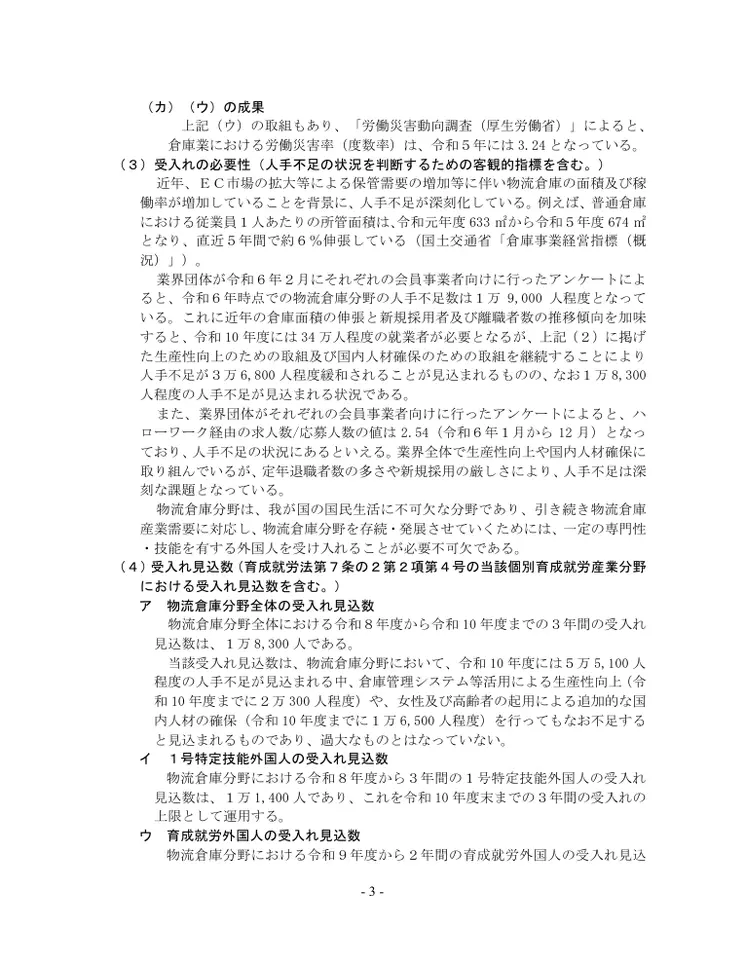 （カ）（ウ）の成果
上記（ウ）の取組もあり、「労働災害動向調査（厚生労働省）」によると、
倉庫業における労働災害率（度数率）は、令和５年には 3.24 となっている。
（３）受入れの必要性（人手不足の状況を判断するための客観的指標を含む。）
近年、ＥＣ市場の拡大等による保管需要の増加等に伴い物流倉庫の面積及び稼
働率が増加していることを背景に、人手不足が深刻化している。例えば、普通倉庫
における従業員１人あたりの所管面積は、令和元年度 633 ㎡から令和５年度 674 ㎡
となり、直近５年間で約６％伸張している（国土交通省「倉庫事業経営指標（概
況）」）。
業界団体が令和６年２月にそれぞれの会員事業者向けに行ったアンケートによ
ると、令和６年時点での物流倉庫分野の人手不足数は１万 9,000 人程度となって
いる。これに近年の倉庫面積の伸張と新規採用者及び離職者数の推移傾向を加味
すると、令和 10 年度には 34 万人程度の就業者が必要となるが、上記（２）に掲げ
た生産性向上のための取組及び国内人材確保のための取組を継続することにより
人手不足が３万 6,800 人程度緩和されることが見込まれるものの、なお１万 8,300
人程度の人手不足が見込まれる状況である。
また、業界団体がそれぞれの会員事業者向けに行ったアンケートによると、ハ
ローワーク経由の求人数/応募人数の値は 2.54（令和６年１月から 12 月）となっ
ており、人手不足の状況にあるといえる。業界全体で生産性向上や国内人材確保に
取り組んでいるが、定年退職者数の多さや新規採用の厳しさにより、人手不足は深
刻な課題となっている。
物流倉庫分野は、我が国の国民生活に不可欠な分野であり、引き続き物流倉庫
産業需要に対応し、物流倉庫分野を存続・発展させていくためには、一定の専門性
・技能を有する外国人を受け入れることが必要不可欠である。
（４）受入れ見込数（育成就労法第７条の２第２項第４号の当該個別育成就労産業分野
における受入れ見込数を含む。）
ア　物流倉庫分野全体の受入れ見込数
物流倉庫分野全体における令和８年度から令和 10 年度までの３年間の受入れ
見込数は、１万 8,300 人である。
当該受入れ見込数は、物流倉庫分野において、令和 10 年度には５万 5,100 人
程度の人手不足が見込まれる中、倉庫管理システム等活用による生産性向上（令
和 10 年度までに２万 300 人程度）や、女性及び高齢者の起用による追加的な国
内人材の確保（令和 10 年度までに１万 6,500 人程度）を行ってもなお不足する
と見込まれるものであり、過大なものとはなっていない。
イ　１号特定技能外国人の受入れ見込数
物流倉庫分野における令和８年度から３年間の１号特定技能外国人の受入れ
見込数は、１万 1,400 人であり、これを令和 10 年度末までの３年間の受入れの
上限として運用する。
ウ　育成就労外国人の受入れ見込数
物流倉庫分野における令和９年度から２年間の育成就労外国人の受入れ見込
- 3 -